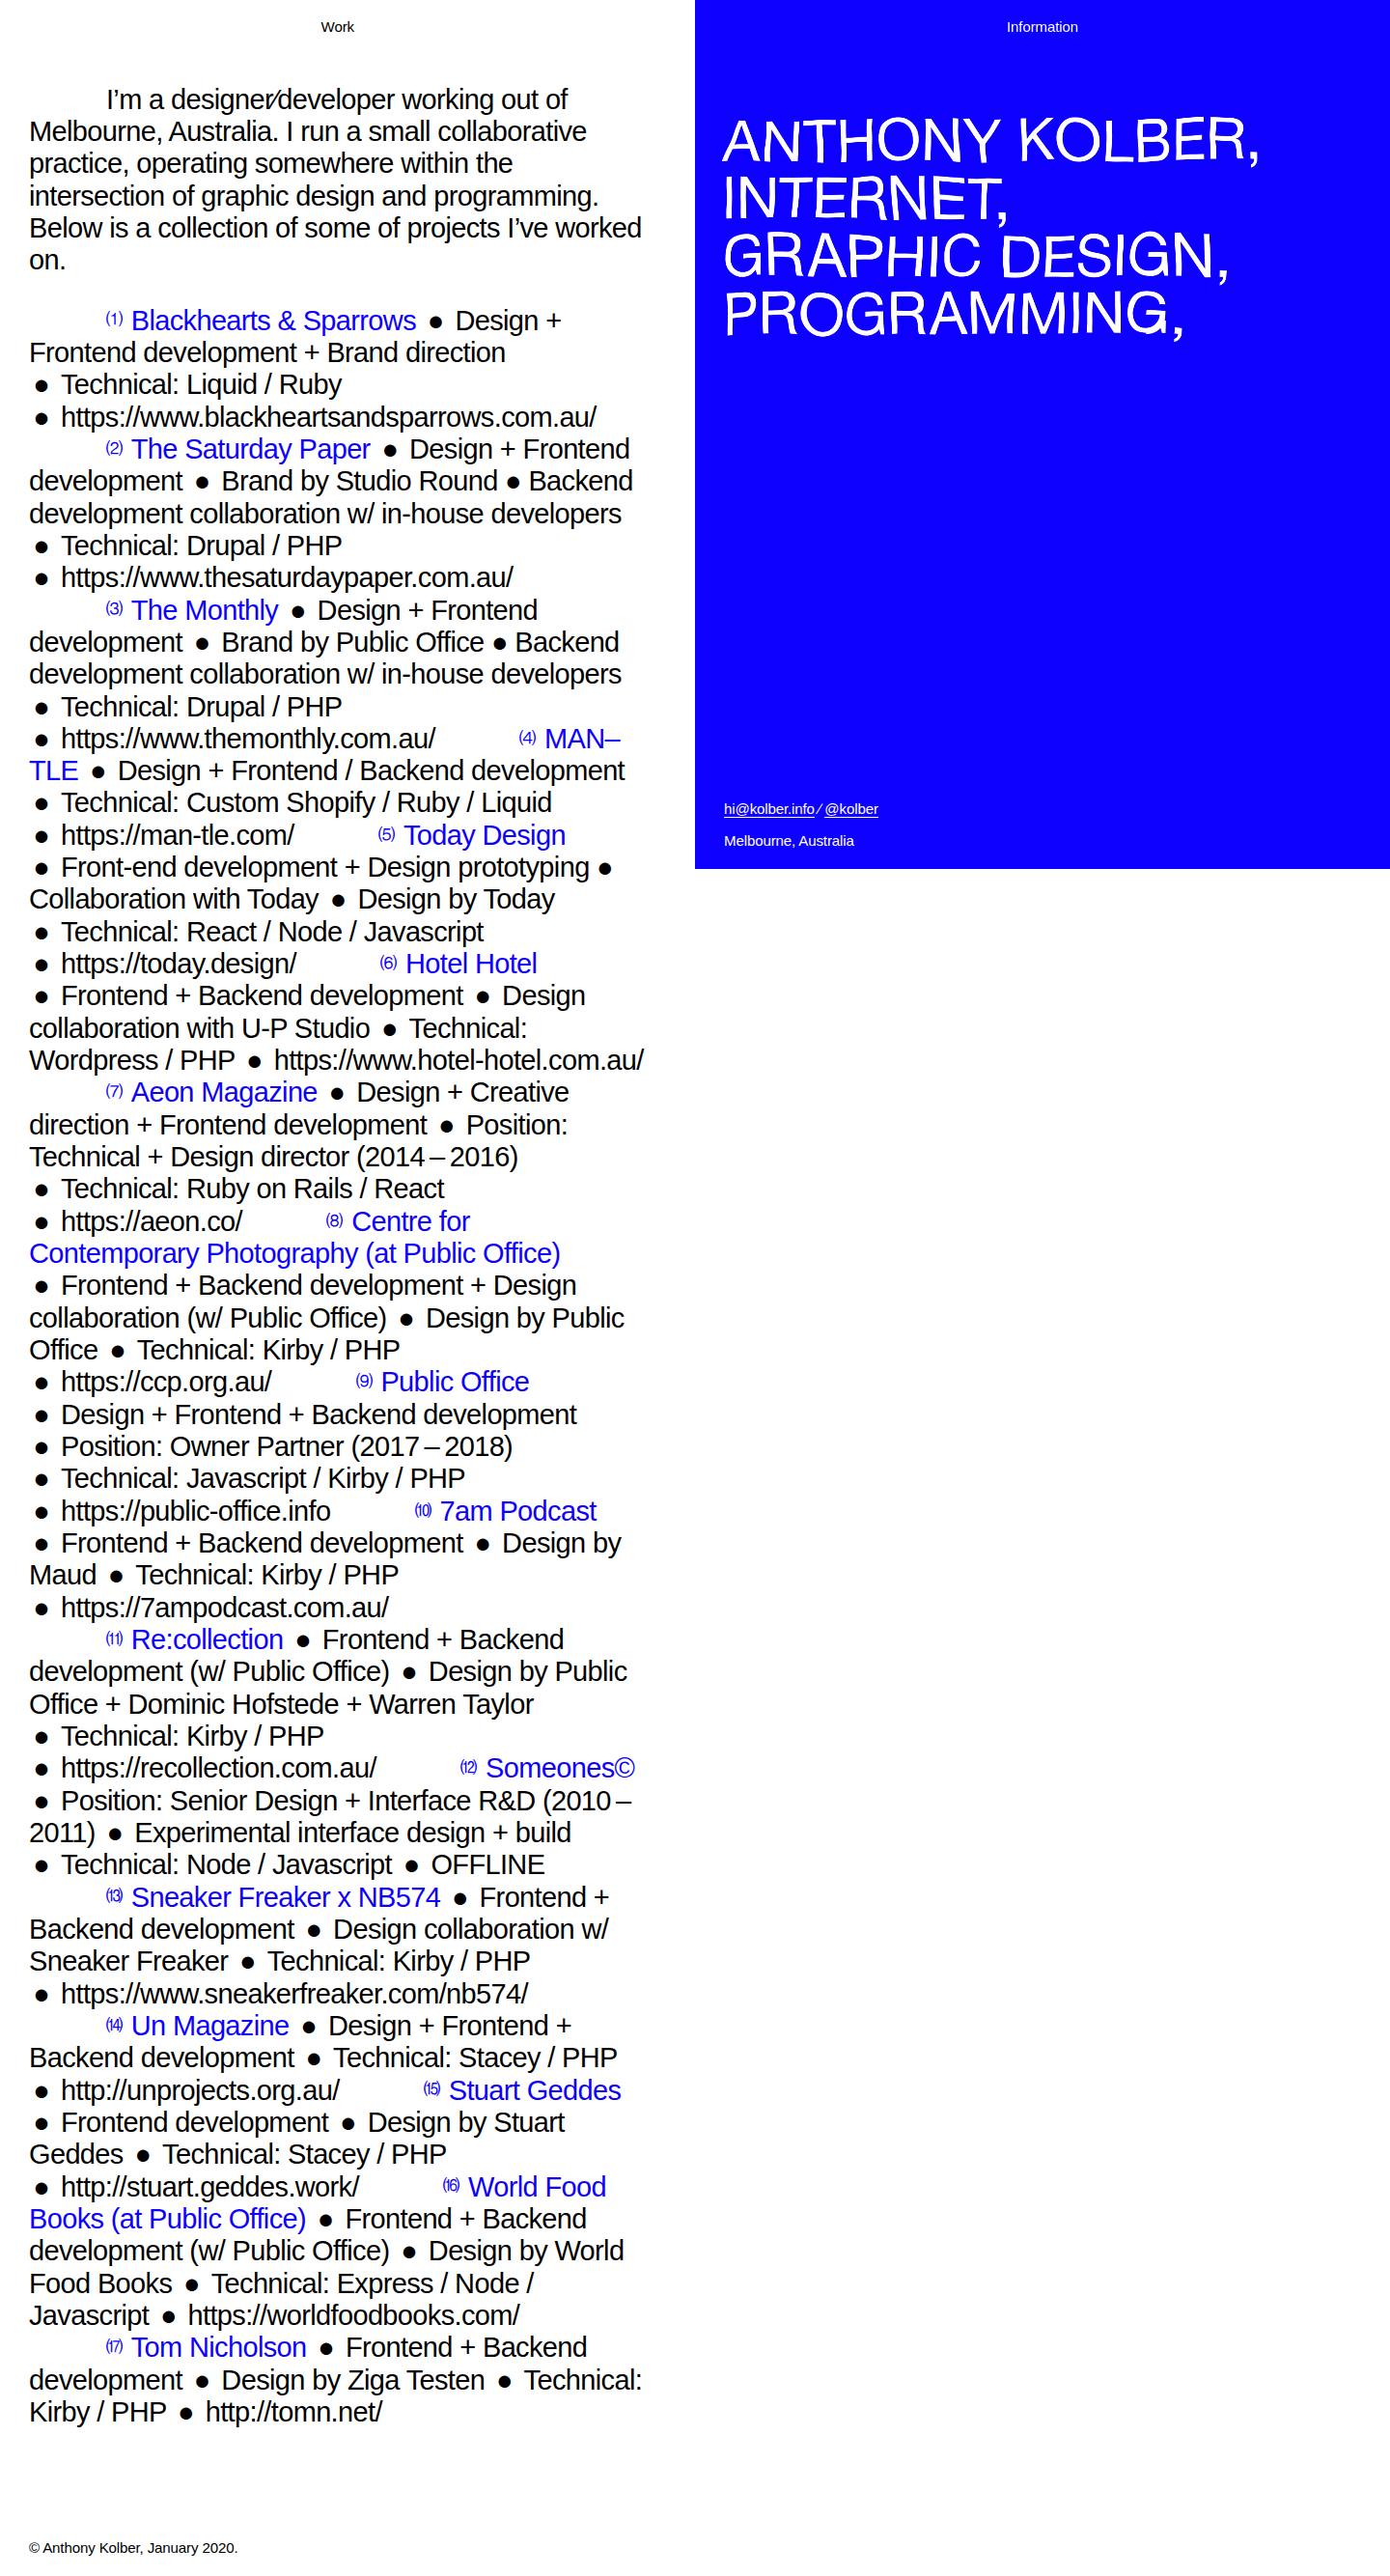 Work
I’m a designer⁄developer working out of
Melbourne, Australia. I run a small collaborative
practice, operating somewhere within the
intersection of graphic design and programming.
Below is a collection of some of projects I’ve worked
on.
⑴ Blackhearts & Sparrows ● Design +
Frontend development + Brand direction
● Technical: Liquid / Ruby
● https://www.blackheartsandsparrows.com.au/
⑵ The Saturday Paper ● Design + Frontend
development ● Brand by Studio Round ● Backend
development collaboration w/ in-house developers
● Technical: Drupal / PHP
● https://www.thesaturdaypaper.com.au/
⑶ The Monthly ● Design + Frontend
development ● Brand by Public Office ● Backend
development collaboration w/ in-house developers
● Technical: Drupal / PHP
● https://www.themonthly.com.au/ ⑷ MAN–
TLE ● Design + Frontend / Backend development
● Technical: Custom Shopify / Ruby / Liquid
● https://man-tle.com/ ⑸ Today Design
● Front-end development + Design prototyping ●
Collaboration with Today ● Design by Today
● Technical: React / Node / Javascript
● https://today.design/ ⑹ Hotel Hotel
● Frontend + Backend development ● Design
collaboration with U-P Studio ● Technical:
Wordpress / PHP ● https://www.hotel-hotel.com.au/
⑺ Aeon Magazine ● Design + Creative
direction + Frontend development ● Position:
Technical + Design director (2014 – 2016)
● Technical: Ruby on Rails / React
● https://aeon.co/ ⑻ Centre for
Contemporary Photography (at Public Office)
● Frontend + Backend development + Design
collaboration (w/ Public Office) ● Design by Public
Office ● Technical: Kirby / PHP
● https://ccp.org.au/ ⑼ Public Office
● Design + Frontend + Backend development
● Position: Owner Partner (2017 – 2018)
● Technical: Javascript / Kirby / PHP
● https://public-office.info ⑽ 7am Podcast
● Frontend + Backend development ● Design by
Maud ● Technical: Kirby / PHP
● https://7ampodcast.com.au/
⑾ Re:collection ● Frontend + Backend
development (w/ Public Office) ● Design by Public
Office + Dominic Hofstede + Warren Taylor
● Technical: Kirby / PHP
● https://recollection.com.au/ ⑿ Someones©
● Position: Senior Design + Interface R&D (2010 –
2011) ● Experimental interface design + build
● Technical: Node / Javascript ● OFFLINE
⒀ Sneaker Freaker x NB574 ● Frontend +
Backend development ● Design collaboration w/
Sneaker Freaker ● Technical: Kirby / PHP
● https://www.sneakerfreaker.com/nb574/
⒁ Un Magazine ● Design + Frontend +
Backend development ● Technical: Stacey / PHP
● http://unprojects.org.au/ ⒂ Stuart Geddes
● Frontend development ● Design by Stuart
Geddes ● Technical: Stacey / PHP
● http://stuart.geddes.work/ ⒃ World Food
Books (at Public Office) ● Frontend + Backend
development (w/ Public Office) ● Design by World
Food Books ● Technical: Express / Node /
Javascript ● https://worldfoodbooks.com/
⒄ Tom Nicholson ● Frontend + Backend
development ● Design by Ziga Testen ● Technical:
Kirby / PHP ● http://tomn.net/
© Anthony Kolber, January 2020.
Information
ANTHONY KOLBER,
INTERNET,
GRAPHIC DESIGN,
PROGRAMMING,
hi@kolber.info ⁄ @kolber
Melbourne, Australia